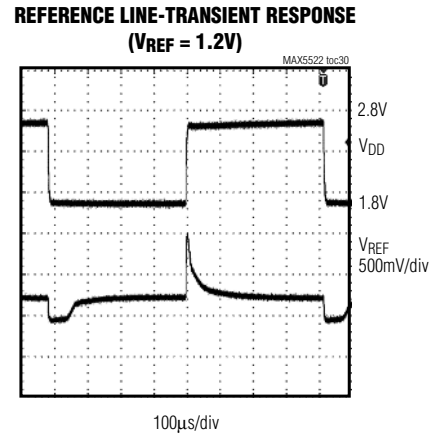 REFERENCE LINE-TRANSIENT RESPONSE
(VREF = 1.2V)
MAX5522 toc30
T
2.8V
VDD
1.8V
VREF
500mV/div
100μs/div